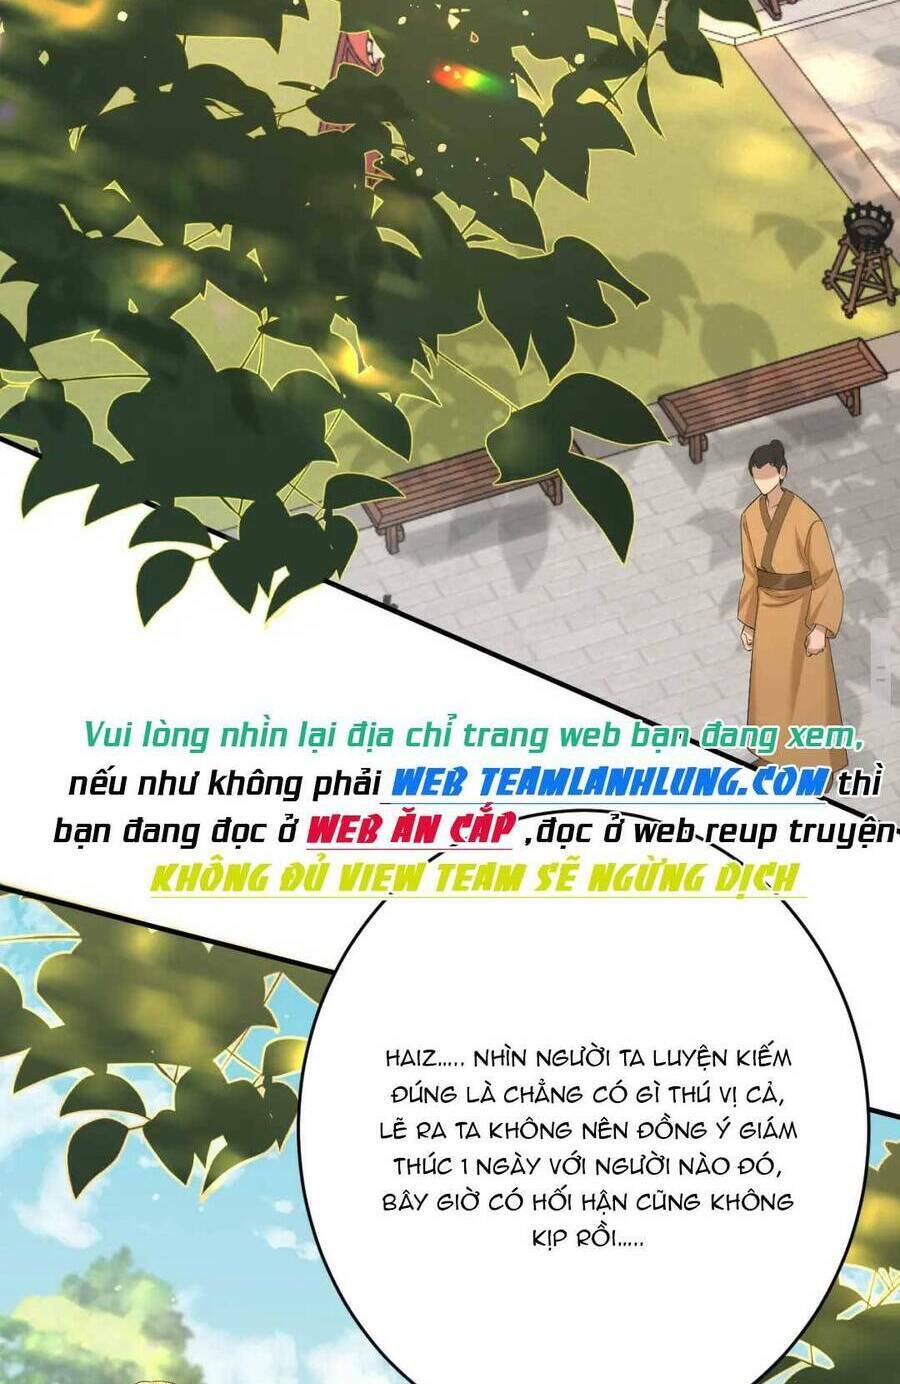 Vui lòng nhìn lại địa chỉ trang web bạn đang xem,
nếu như không phải WEB TEAMLANHLUNG.COM thì
bạn đang đọc ở WEB ĂN CẮP ,đọc ở web reup truyện
KHÔNG ĐỦ VIEW TEAM SẼ NGỪNG DỊCH
HAIZ..... NHÌN NGƯỜI TA LUYỆN KIẾM
ĐÚNG LÀ CHẲNG CÓ GÌ THÚ VỊ CẢ,
LẼ RA TA KHÔNG NÊN ĐỒNG Ý GIÁM
THÚC 1 NGÀY VỚI NGƯỜI NÀO ĐÓ,
BÂY GIỜ CÓ HỐI HẬN CŨNG KHÔNG
KỊP RỒI.....